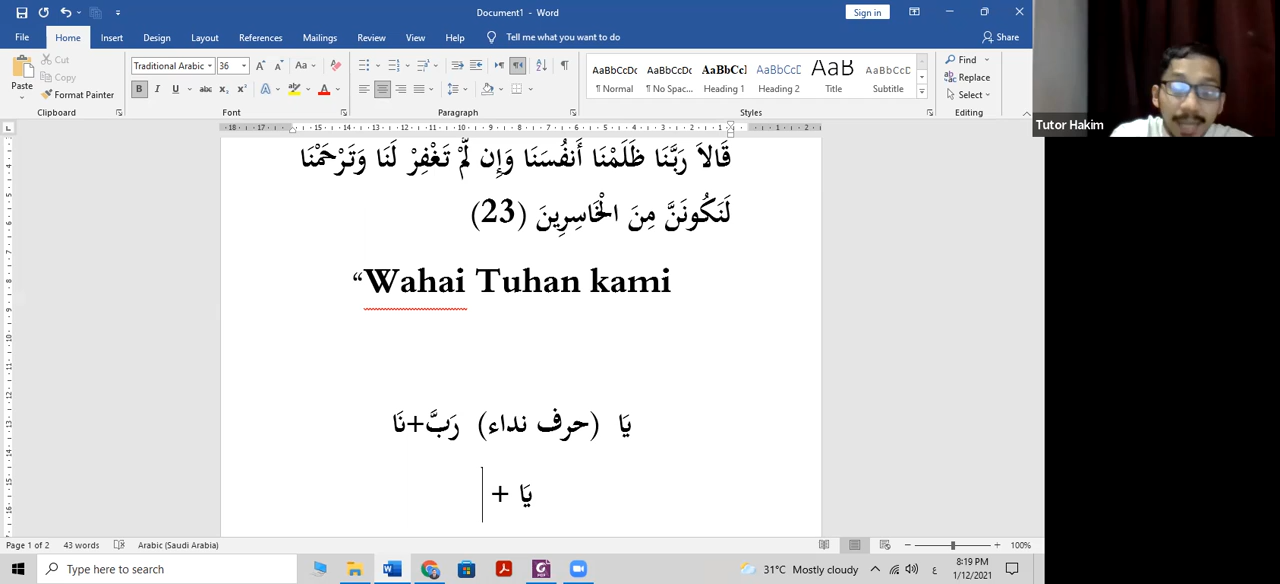 Document1 - Word
Sign in
File Home Insert Design Layout References Mailings Review View Help Tell me what you want to do Share
Cut
Copy
Paste
Format Painter
Clipboard
Traditional Arabic 36
Font
Paragraph
AaBbCcDc AaBbCcDc AaBbCcI AaBbCcD AaB AaBbCcD
¶ Normal ¶ No Spac... Heading 1 Heading 2 Title Subtitle
Styles
Find
Replace
Select
Editing
Tutor Hakim
قَالاَ رَبَّنَا ظَلَمْنَا أَنفُسَنَا وَإِن لَّمْ تَغْفِرْ لَنَا وَتَرْحَمْنَا
لَنَكُونَنَّ مِنَ الْخَاسِرِينَ (23)
“Wahai Tuhan kami
يَا (حرف نداء) رَبَّ+نَا
يَا +
Page 1 of 2 43 words Arabic (Saudi Arabia) 100%
Type here to search
31°C Mostly cloudy
ع
8:19 PM
1/12/2021